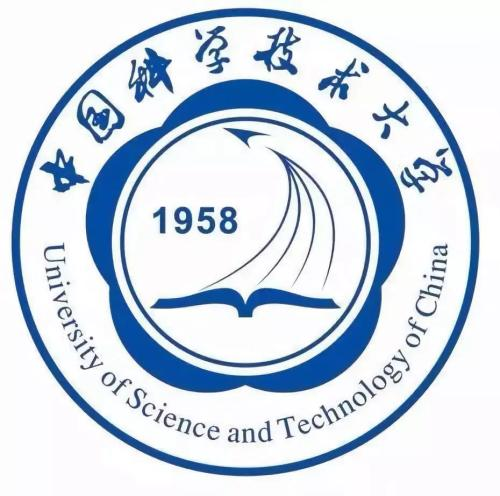 中国科学技术大学
1958
University of Science and Technology of China